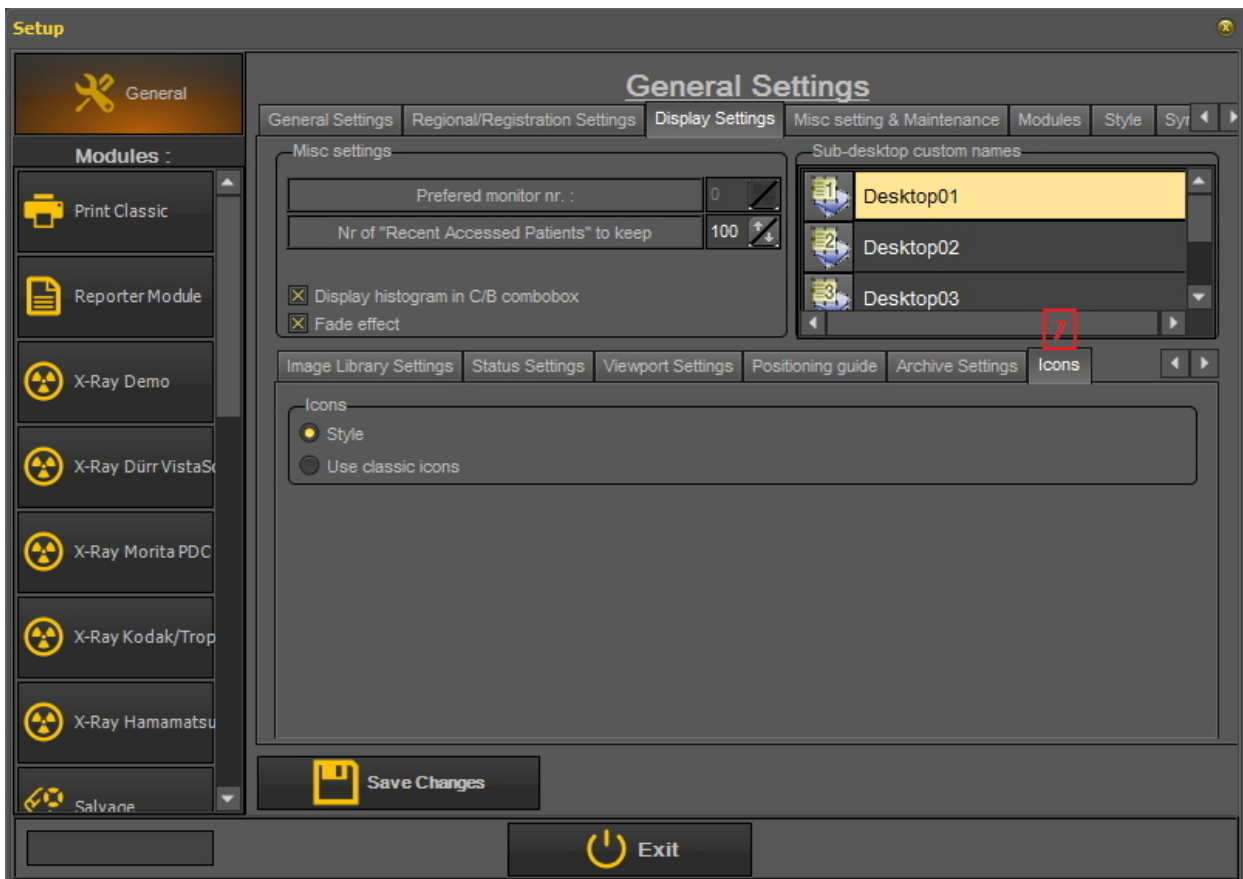 Setup
General
Modules :
Print Classic
Reporter Module
X-Ray Demo
X-Ray Dürr VistaSc
X-Ray Morita PDC
X-Ray Kodak/Trop
X-Ray Hamamatsu
Salvage
General Settings
General Settings Regional/Registration Settings Display Settings Misc setting & Maintenance Modules Style Syr
Misc settings
Prefered monitor nr. : 0
Nr of "Recent Accessed Patients" to keep 100
Display histogram in C/B combobox
Fade effect
Sub-desktop custom names
1 Desktop01
2 Desktop02
3 Desktop03
7
Image Library Settings Status Settings Viewport Settings Positioning guide Archive Settings Icons
Icons
Style
Use classic icons
Save Changes
Exit